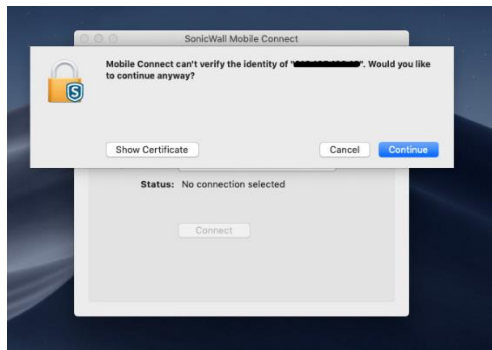 SonicWall Mobile Connect
Mobile Connect can't verify the identity of "". Would you like
to continue anyway?
Show Certificate
Cancel
Continue
Status: No connection selected
Connect